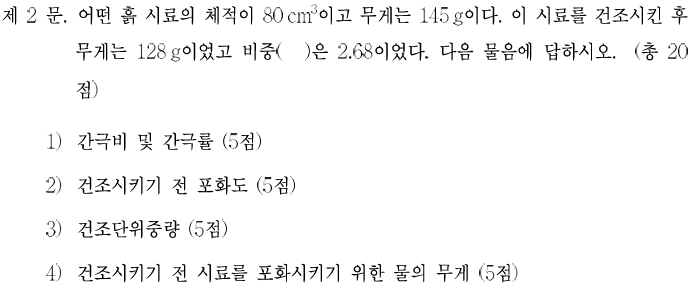 제 2 문. 어떤 흙 시료의 체적이 80 cm³이고 무게는 145 g이다. 이 시료를 건조시킨 후
무게는 128 g이었고 비중(  )은 2.68이었다. 다음 물음에 답하시오. (총 20
점)
1) 간극비 및 간극률 (5점)
2) 건조시키기 전 포화도 (5점)
3) 건조단위중량 (5점)
4) 건조시키기 전 시료를 포화시키기 위한 물의 무게 (5점)